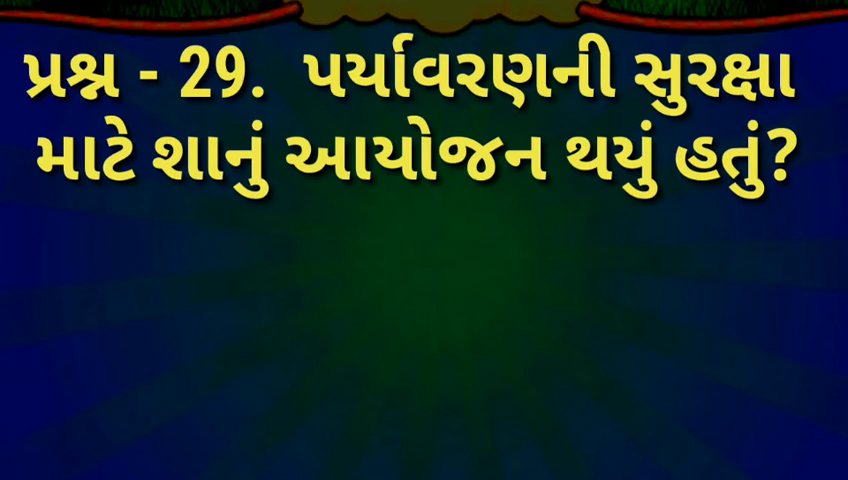 પ્રશ્ન - 29. પર્યાવરણની સુરક્ષા
માટે શાનું આયોજન થયું હતું?